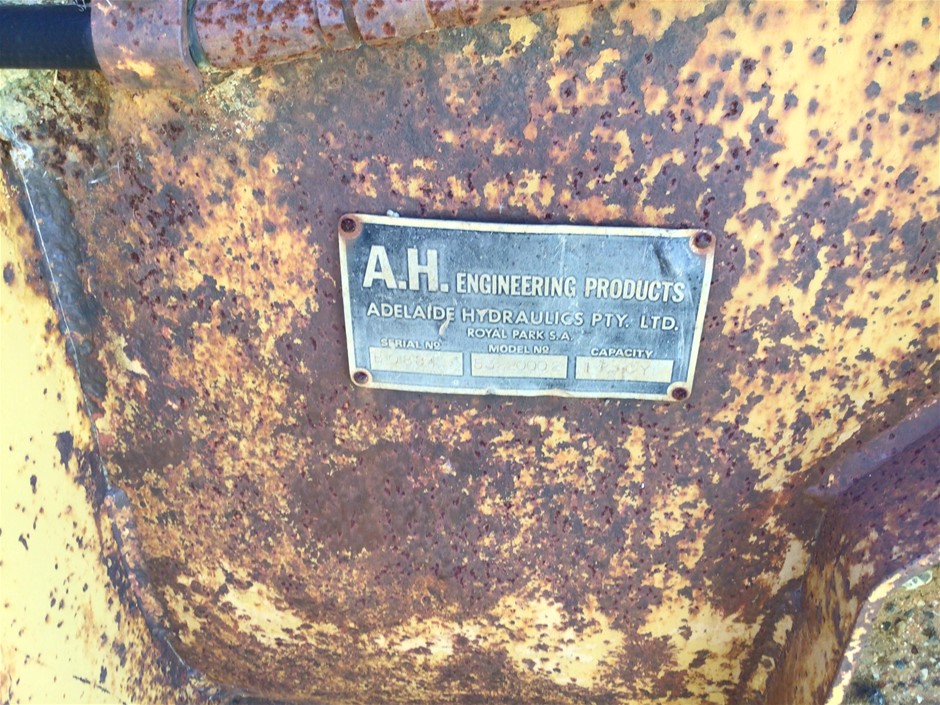 A.H. ENGINEERING PRODUCTS
ADELAIDE HYDRAULICS PTY. LTD.
ROYAL PARK S.A.
SERIAL Nº MODEL Nº CAPACITY